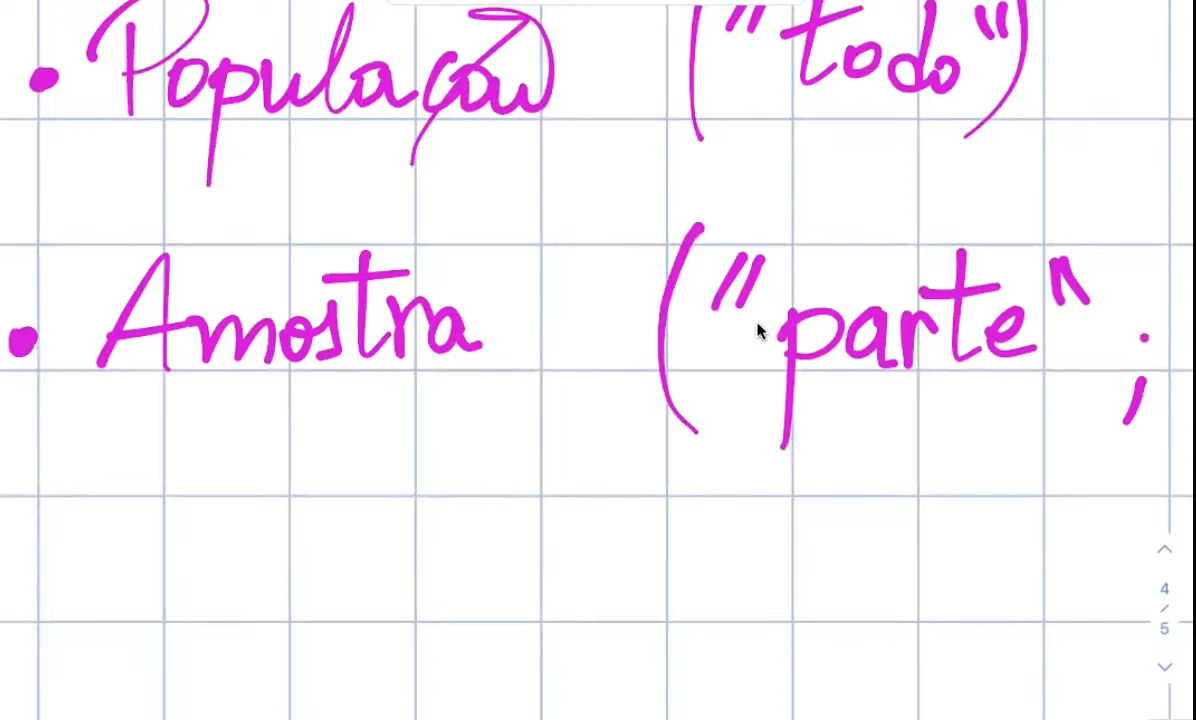 • População ("todo")
• Amostra ("parte";
4
/
5